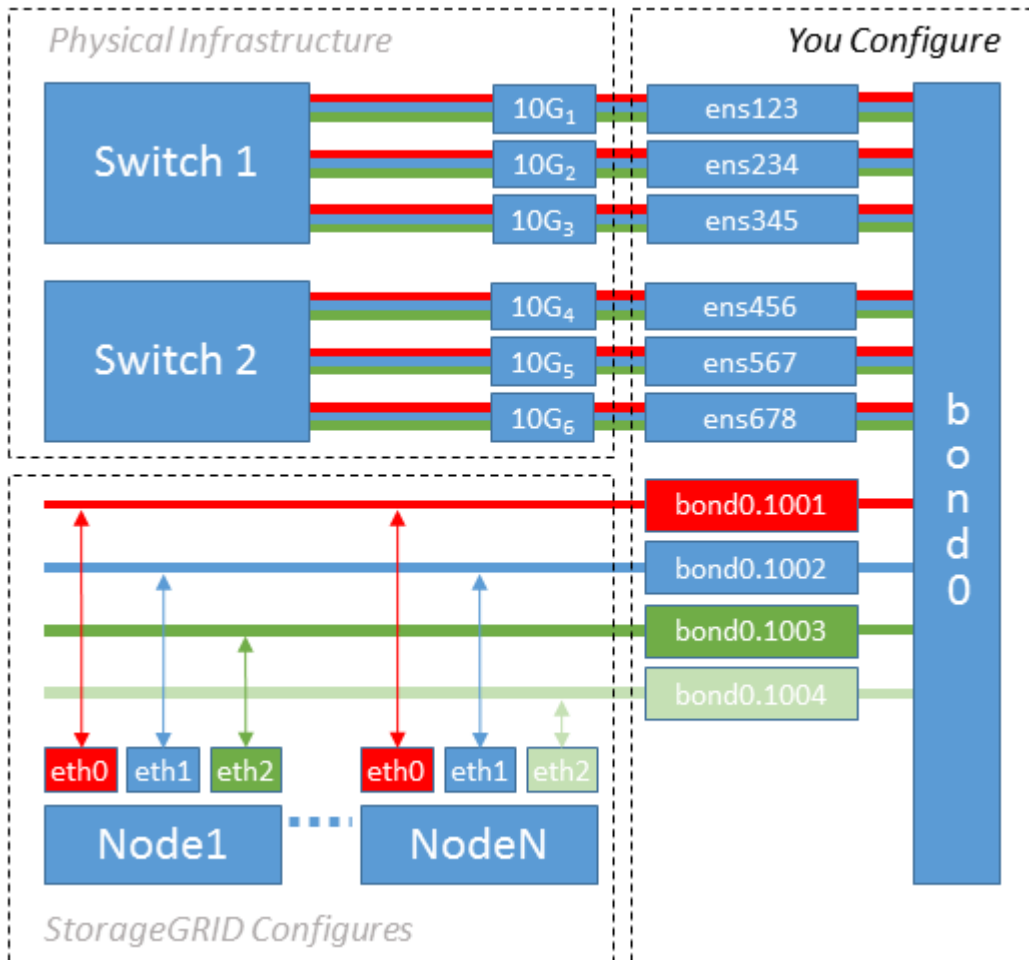 Physical Infrastructure
You Configure
Switch 1
10G₁
ens123
10G₂
ens234
10G₃
ens345
Switch 2
10G₄
ens456
10G₅
ens567
10G₆
ens678
bond0
bond0.1001
bond0.1002
bond0.1003
bond0.1004
eth0
eth1
eth2
eth0
eth1
eth2
Node1
NodeN
StorageGRID Configures